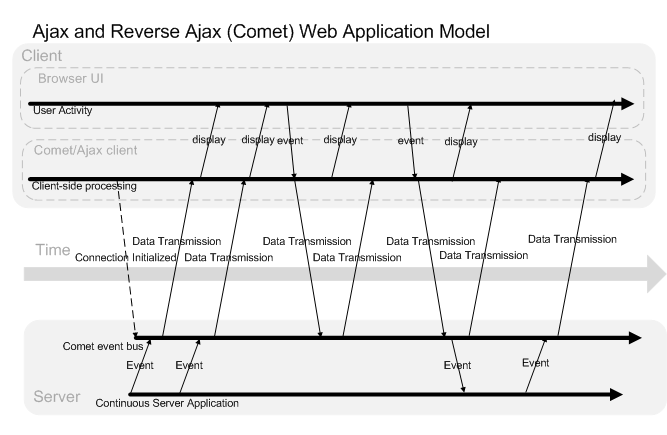 Ajax and Reverse Ajax (Comet) Web Application Model
Client
Browser UI
User Activity
display
display
event
display
event
display
display
Comet/Ajax client
Client-side processing
Data Transmission
Data Transmission
Data Transmission
Data Transmission
Time
Connection Initialized
Data Transmission
Data Transmission
Data Transmission
Comet event bus
Event
Event
Event
Event
Server
Continuous Server Application